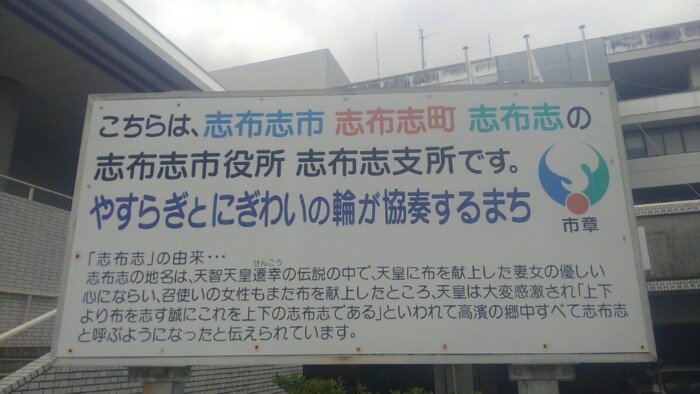 こちらは、志布志市 志布志町 志布志の
志布志市役所 志布志支所です。
やすらぎとにぎわいの輪が協奏するまち
市章
「志布志」の由来…
せんこう
志布志の地名は、天智天皇遷幸の伝説の中で、天皇に布を献上した妻女の優しい
心にならい、召使いの女性もまた布を献上したところ、天皇は大変感激され「上下
より布を志す誠にこれを上下の志布志である」といわれて高濱の郷中すべて志布志
と呼ぶようになったと伝えられています。